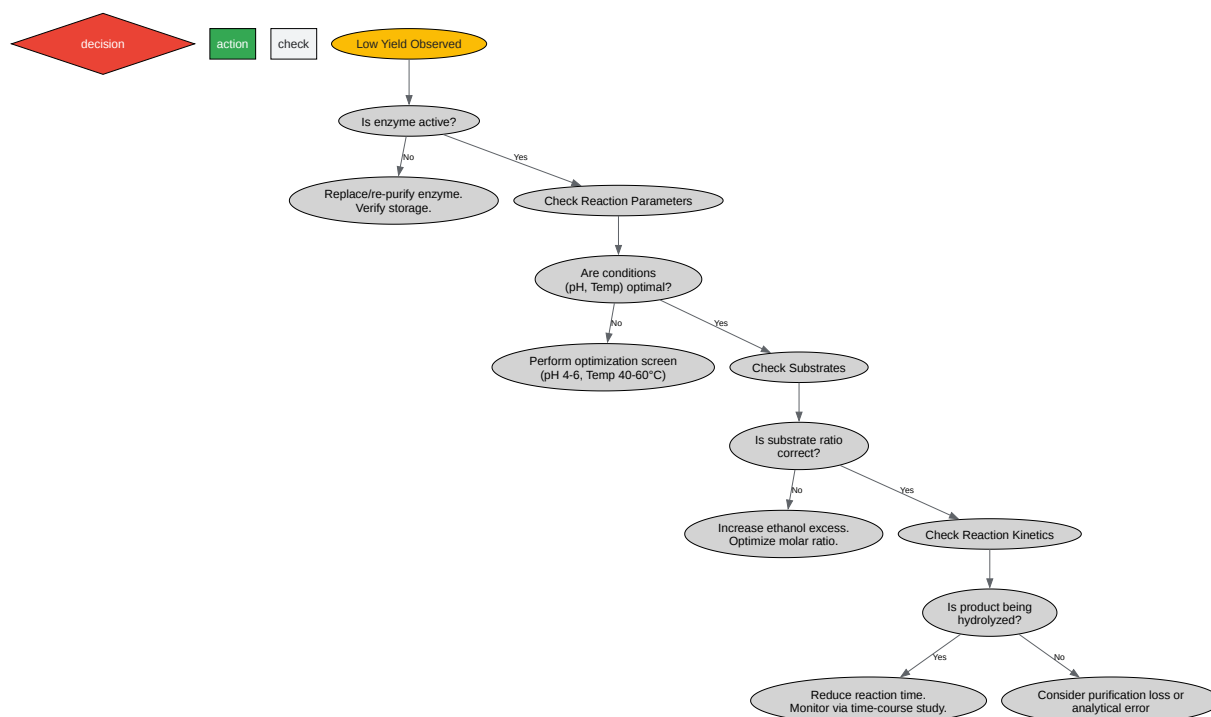 decision
action
check
Low Yield Observed
Is enzyme active?
No
Yes
Replace/re-purify enzyme.
Verify storage.
Check Reaction Parameters
Are conditions
(pH, Temp) optimal?
No
Yes
Perform optimization screen
(pH 4-6, Temp 40-60°C)
Check Substrates
Is substrate ratio
correct?
No
Yes
Increase ethanol excess.
Optimize molar ratio.
Check Reaction Kinetics
Is product being
hydrolyzed?
Yes
No
Reduce reaction time.
Monitor via time-course study.
Consider purification loss or
analytical error